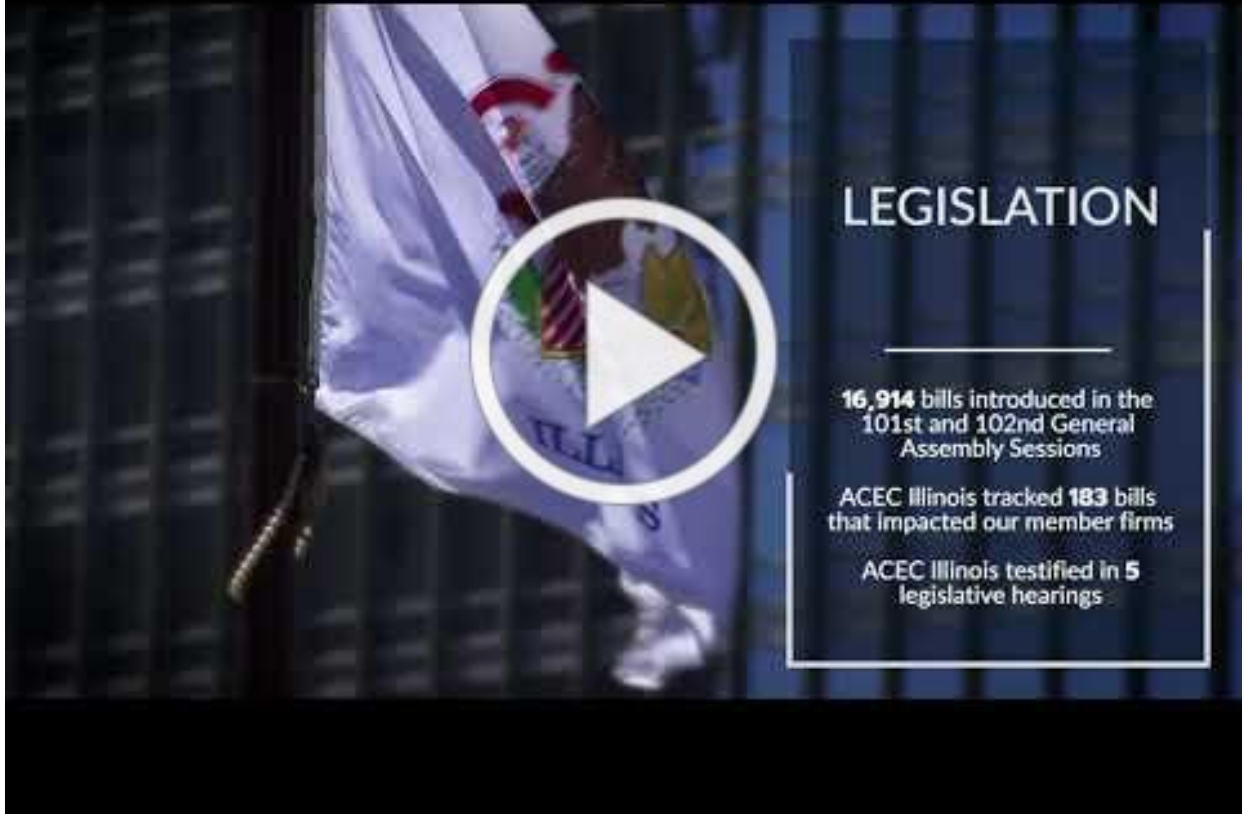 LEGISLATION
16,914 bills introduced in the
101st and 102nd General
Assembly Sessions
ACEC Illinois tracked 183 bills
that impacted our member firms
ACEC Illinois testified in 5
legislative hearings
ILL